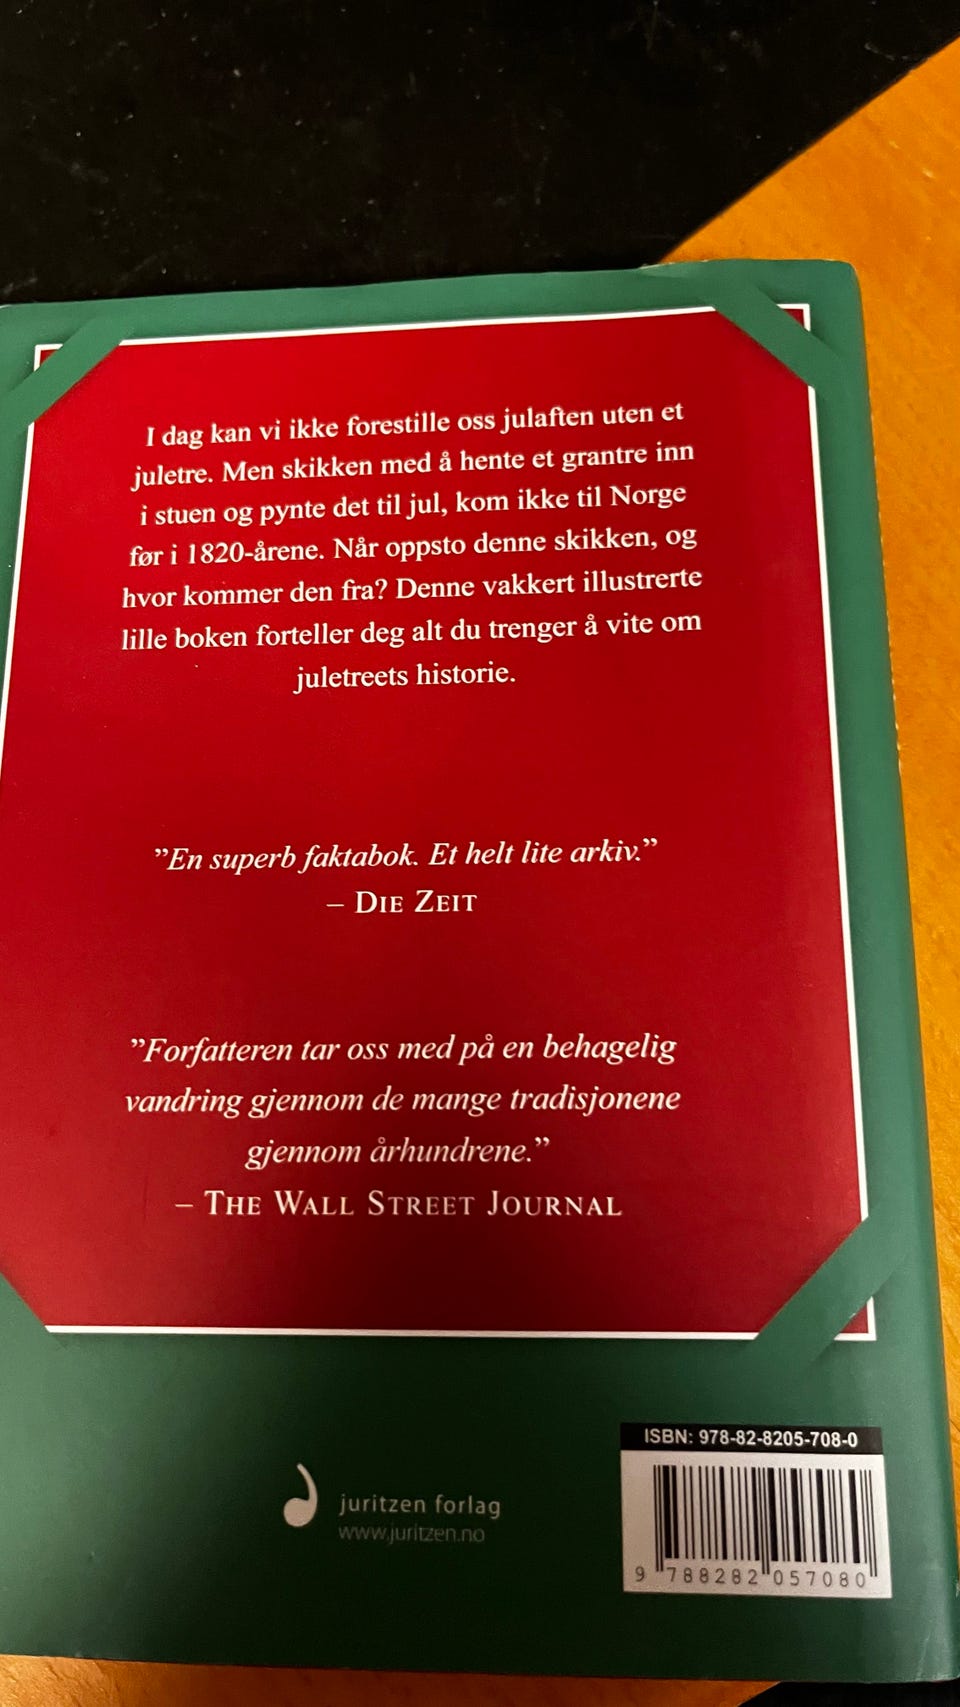 I dag kan vi ikke forestille oss julaften uten et
juletre. Men skikken med å hente et grantre inn
i stuen og pynte det til jul, kom ikke til Norge
før i 1820-årene. Når oppsto denne skikken, og
hvor kommer den fra? Denne vakkert illustrerte
lille boken forteller deg alt du trenger å vite om
juletreets historie.
”En superb faktabok. Et helt lite arkiv.”
– DIE ZEIT
”Forfatteren tar oss med på en behagelig
vandring gjennom de mange tradisjonene
gjennom århundrene.”
– THE WALL STREET JOURNAL
juritzen forlag
www.juritzen.no
ISBN: 978-82-8205-708-0
9 788282 057080